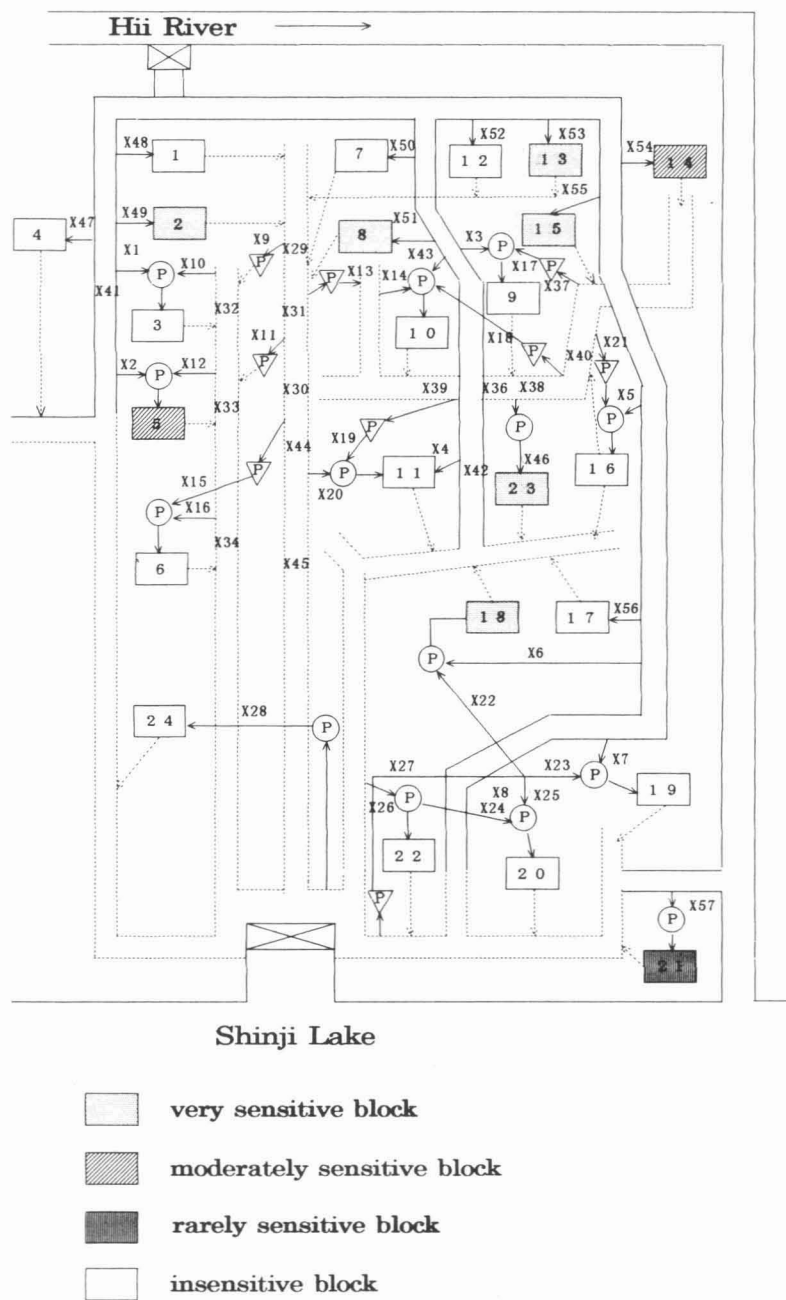 Hii River
X48
1
7
X50
X52
X53
1 2
1 3
X54
1 4
X49
2
X55
X47
4
X1
X9
X29
8
X51
X3
1 5
X41
P
X10
P
X43
P
X17
P
3
X32
X31
P
X13
X14
P
9
X37
X11
1 0
X18
P
X40
X21
X2
P
X12
P
P
5
X33
X30
X39
X36
X38
X5
P
X44
X19
P
P
X15
P
X20
P
1 1
X4
X42
X46
1 6
P
X16
2 3
6
X34
X45
1 8
1 7
X56
P
X6
X22
2 4
X28
P
X27
X23
X7
P
X26
P
X24
X8
X25
P
1 9
2 2
2 0
P
X57
P
2 1
Shinji Lake
very sensitive block
moderately sensitive block
rarely sensitive block
insensitive block